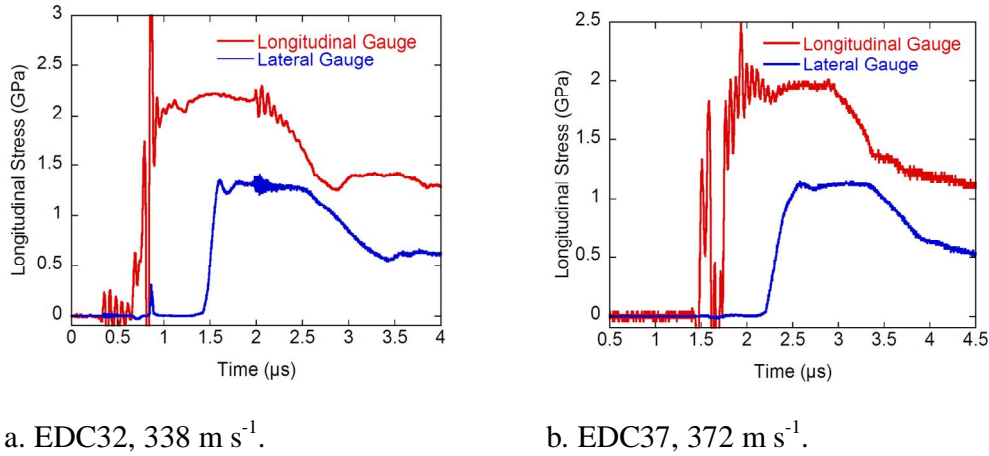 3
2.5
2
1.5
1
0.5
0
0 0.5 1 1.5 2 2.5 3 3.5 4
Longitudinal Stress (GPa)
Time (µs)
Longitudinal Gauge
Lateral Gauge
2.5
2
1.5
1
0.5
0
0.5 1 1.5 2 2.5 3 3.5 4 4.5
Longitudinal Stress (GPa)
Time (µs)
Longitudinal Gauge
Lateral Gauge
a. EDC32, 338 m s⁻¹.
b. EDC37, 372 m s⁻¹.